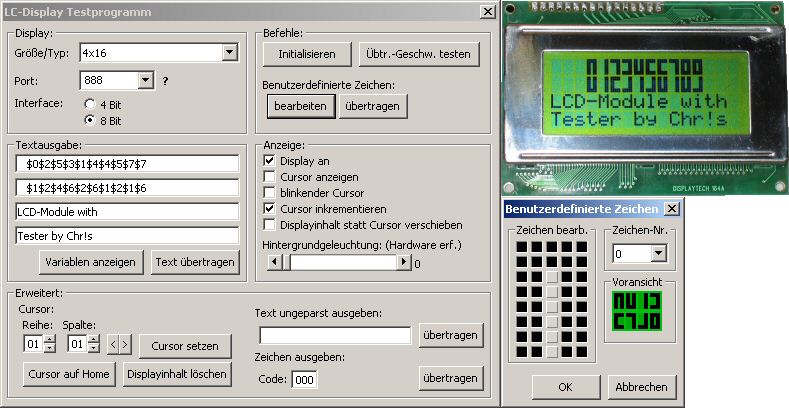 LC-Display Testprogramm
Display:
Größe/Typ: 4x16
Port: 888 ?
Interface: 4 Bit
8 Bit
Befehle:
Initialisieren Übtr.-Geschw. testen
Benutzerdefinierte Zeichen:
bearbeiten übertragen
Textausgabe:
$0$2$5$3$1$4$4$5$7$7
$1$2$4$6$2$6$1$2$1$6
LCD-Module with
Tester by Chr!s
Variablen anzeigen Text übertragen
Anzeige:
Display an
Cursor anzeigen
blinkender Cursor
Cursor inkrementieren
Displayinhalt statt Cursor verschieben
Hintergrundgeleuchtung: (Hardware erf.)
0
Erweitert:
Cursor:
Reihe: Spalte:
01 01 < > Cursor setzen
Cursor auf Home Displayinhalt löschen
Text ungeparst ausgeben:
übertragen
Zeichen ausgeben:
Code: 000 übertragen
LCD-Module with
Tester by Chr!s
DISPLAYTECH 164A
Benutzerdefinierte Zeichen
Zeichen bearb.
Zeichen-Nr.
0
Voransicht
OK Abbrechen